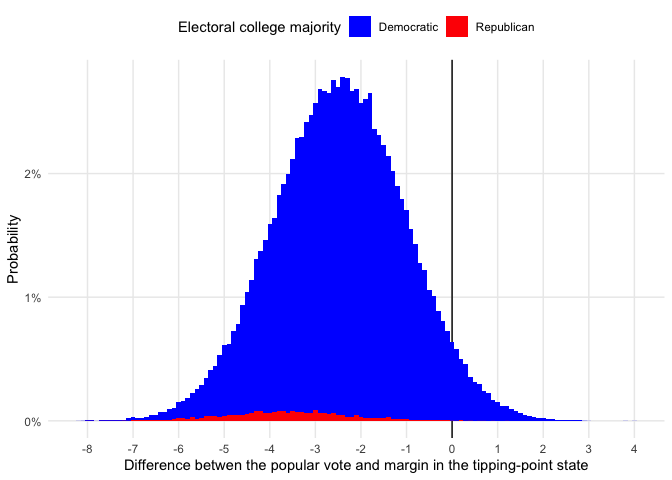 Electoral college majority Democratic Republican
2%
1%
0%
Probability
-8 -7 -6 -5 -4 -3 -2 -1 0 1 2 3 4
Difference betwen the popular vote and margin in the tipping-point state